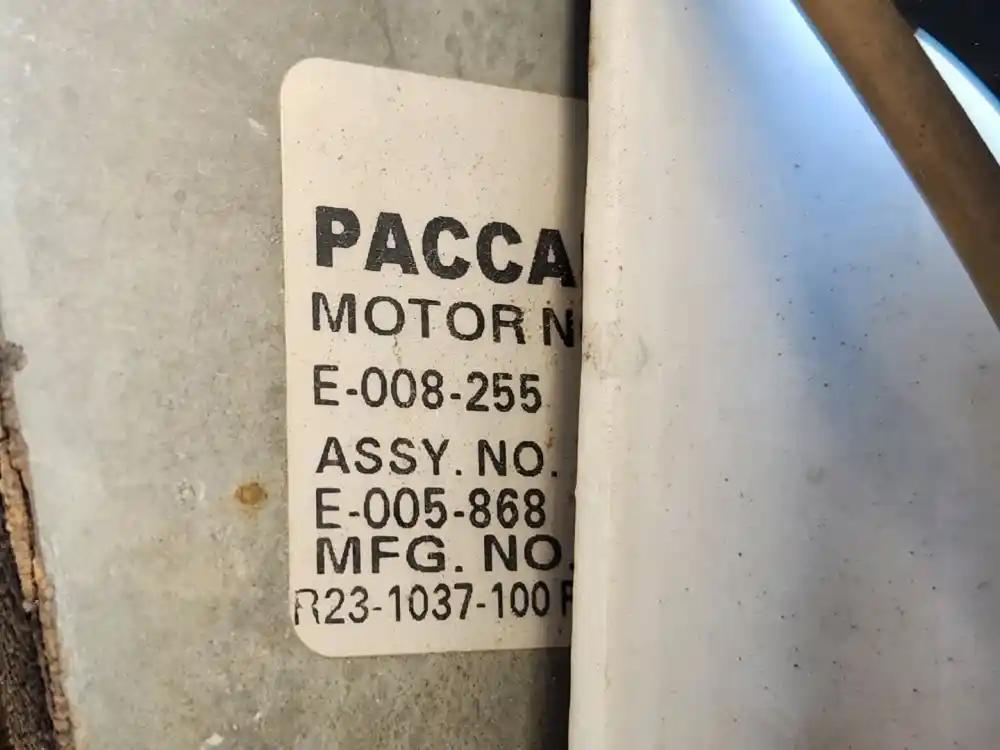 PACCA
MOTOR N
E-008-255
ASSY. NO.
E-005-868
MFG. NO.
R23-1037-100